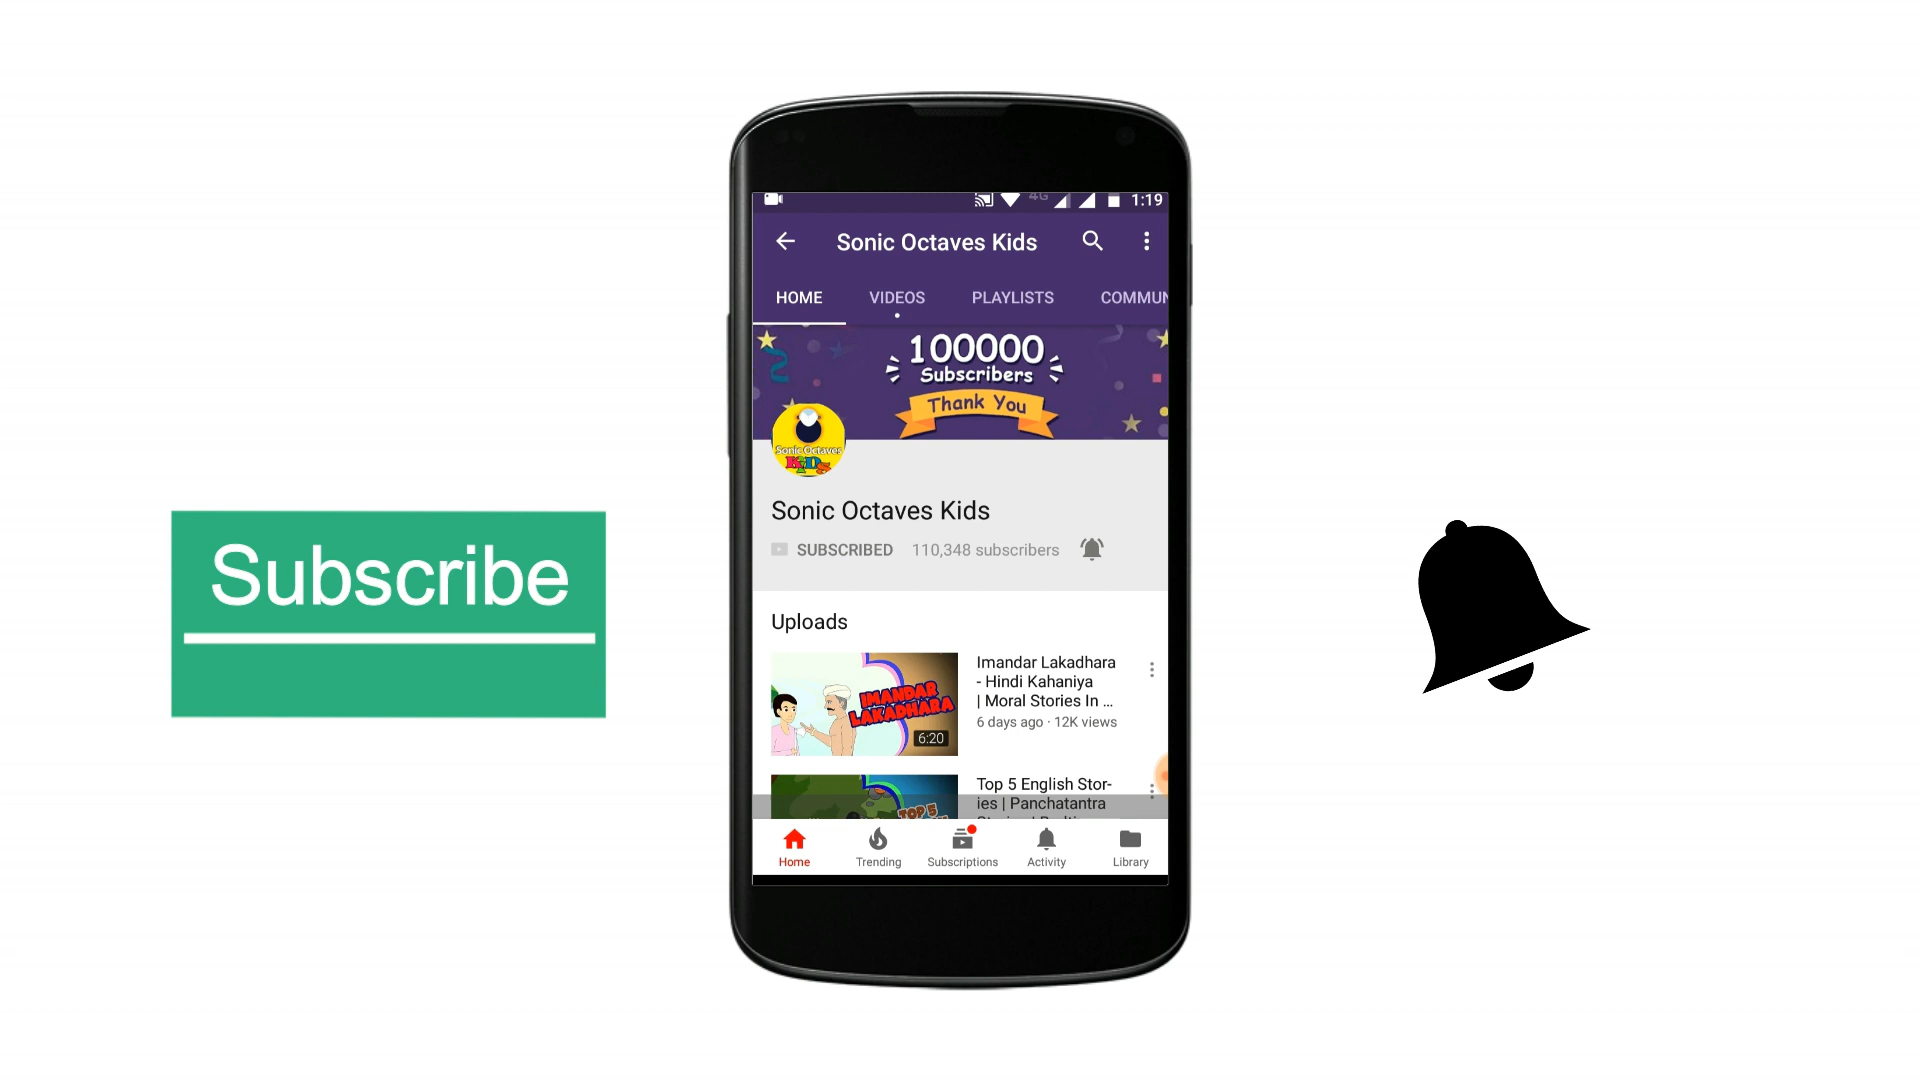 4G 1:19
Sonic Octaves Kids
HOME VIDEOS PLAYLISTS COMMUN
100000
Subscribers
Thank You
Sonic Octaves
KiDS
Sonic Octaves Kids
SUBSCRIBED 110,348 subscribers
Subscribe
Uploads
IMANDAR
LAKADHARA
6:20
Imandar Lakadhara
- Hindi Kahaniya
| Moral Stories In ...
6 days ago · 12K views
TOP 5
Top 5 English Stor-
ies | Panchatantra
Home Trending Subscriptions Activity Library